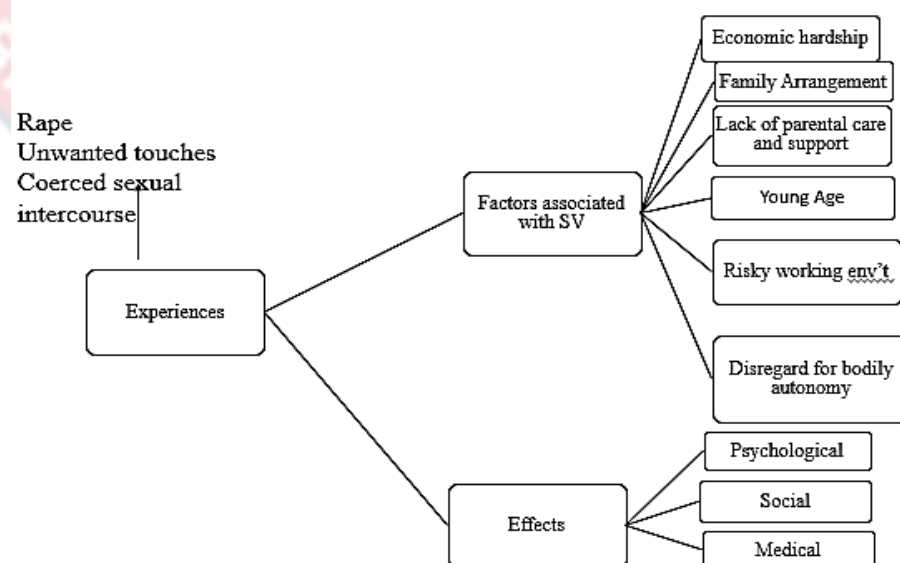 Rape
Unwanted touches
Coerced sexual
intercourse
Experiences
Factors associated
with SV
Economic hardship
Family Arrangement
Lack of parental care
and support
Young Age
Risky working env't
Disregard for bodily
autonomy
Effects
Psychological
Social
Medical